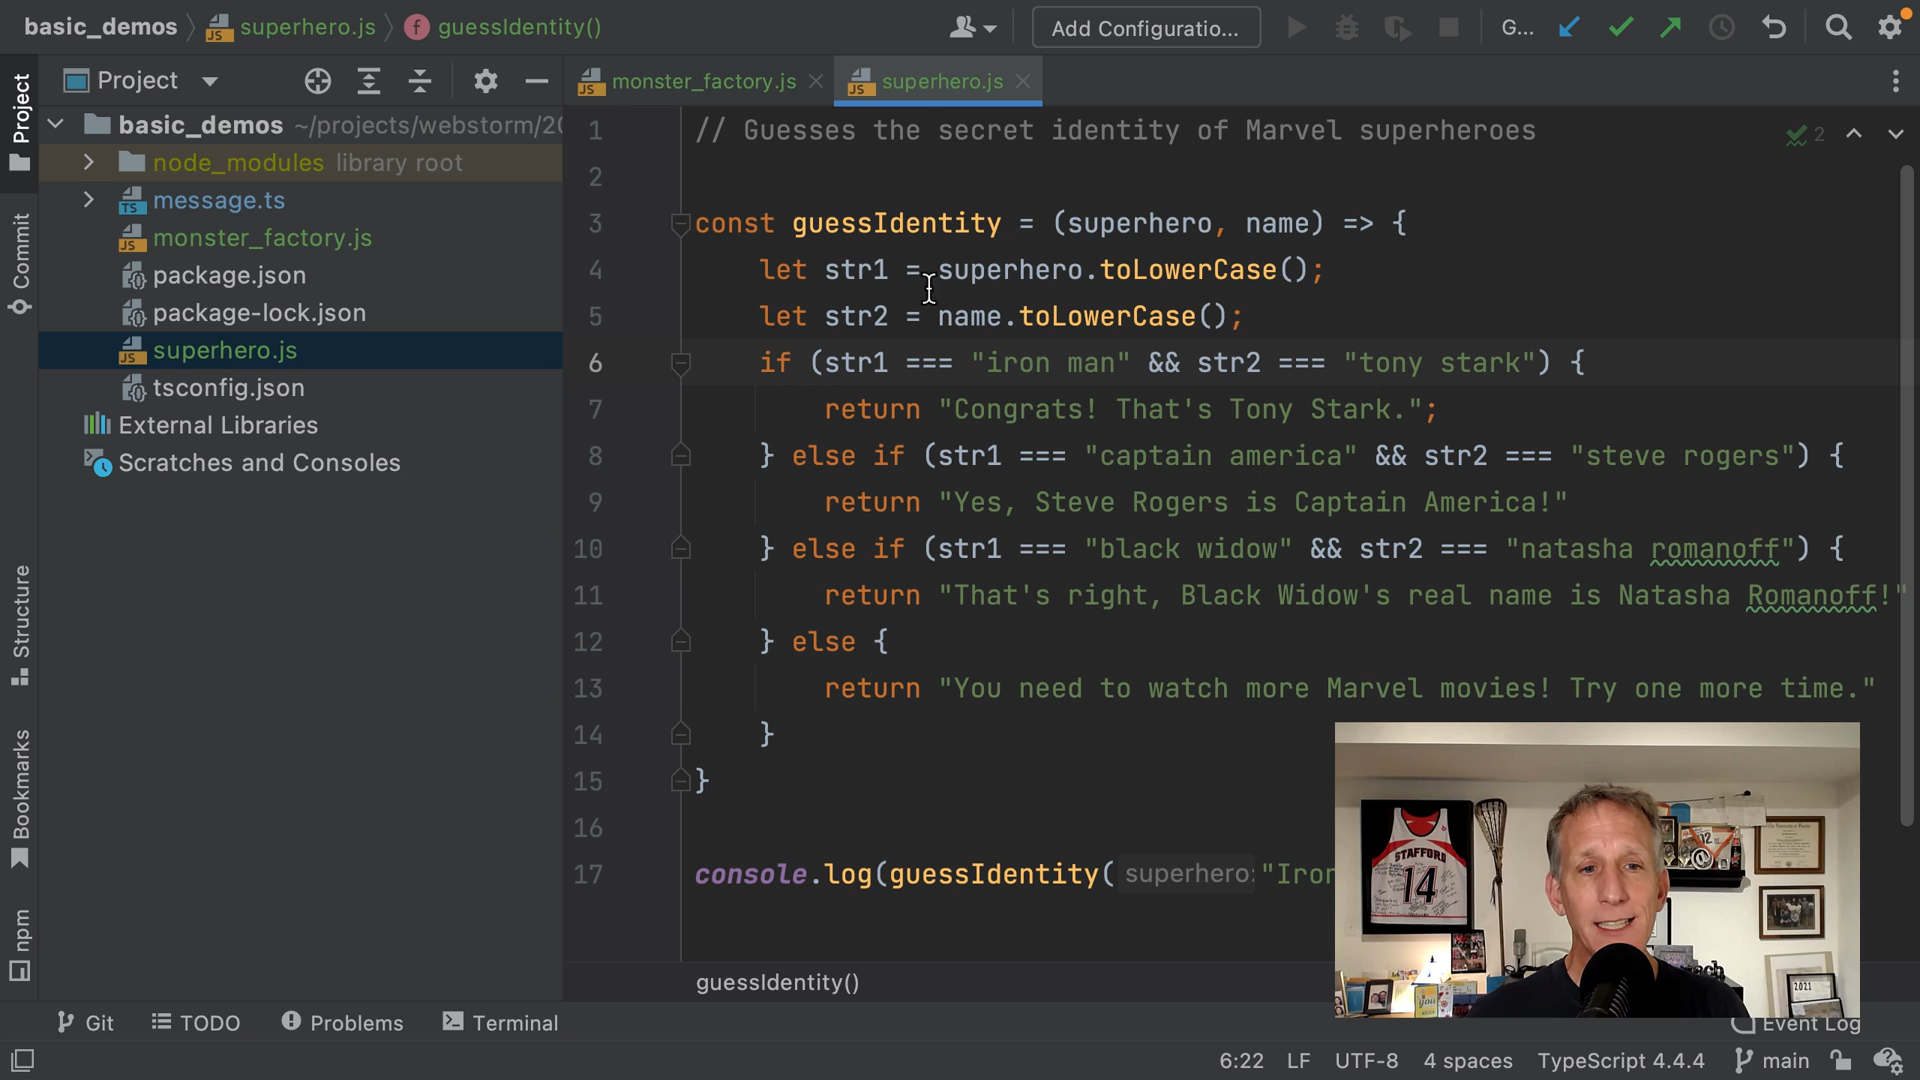 basic_demos superhero.js guessIdentity()
Add Configuratio... G...
Project
monster_factory.js superhero.js
Project
Commit
Structure
Bookmarks
npm
basic_demos ~/projects/webstorm/20
node_modules library root
message.ts
monster_factory.js
package.json
package-lock.json
superhero.js
tsconfig.json
External Libraries
Scratches and Consoles
1 // Guesses the secret identity of Marvel superheroes
2
2
3 const guessIdentity = (superhero, name) => {
4 let str1 = superhero.toLowerCase();
5 let str2 = name.toLowerCase();
6 if (str1 === "iron man" && str2 === "tony stark") {
7 return "Congrats! That's Tony Stark.";
8 } else if (str1 === "captain america" && str2 === "steve rogers") {
9 return "Yes, Steve Rogers is Captain America!"
10 } else if (str1 === "black widow" && str2 === "natasha romanoff") {
11 return "That's right, Black Widow's real name is Natasha Romanoff!"
12 } else {
13 return "You need to watch more Marvel movies! Try one more time."
14 }
15 }
16
17 console.log(guessIdentity( superhero: "Iron
STAFFORD
14
2021
guessIdentity()
Git TODO Problems Terminal Event Log
6:22 LF UTF-8 4 spaces TypeScript 4.4.4 main